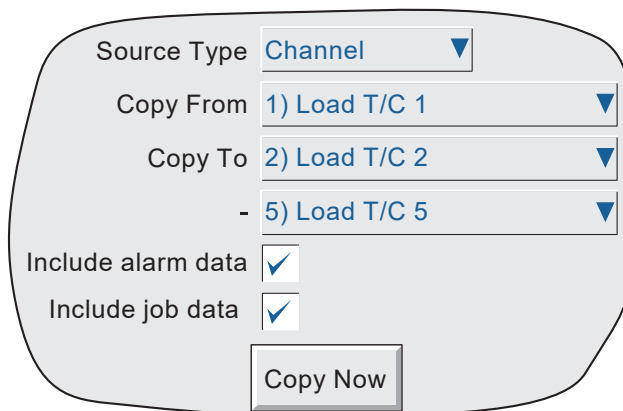 Source Type Channel
Copy From 1) Load T/C 1
Copy To 2) Load T/C 2
- 5) Load T/C 5
Include alarm data
Include job data
Copy Now